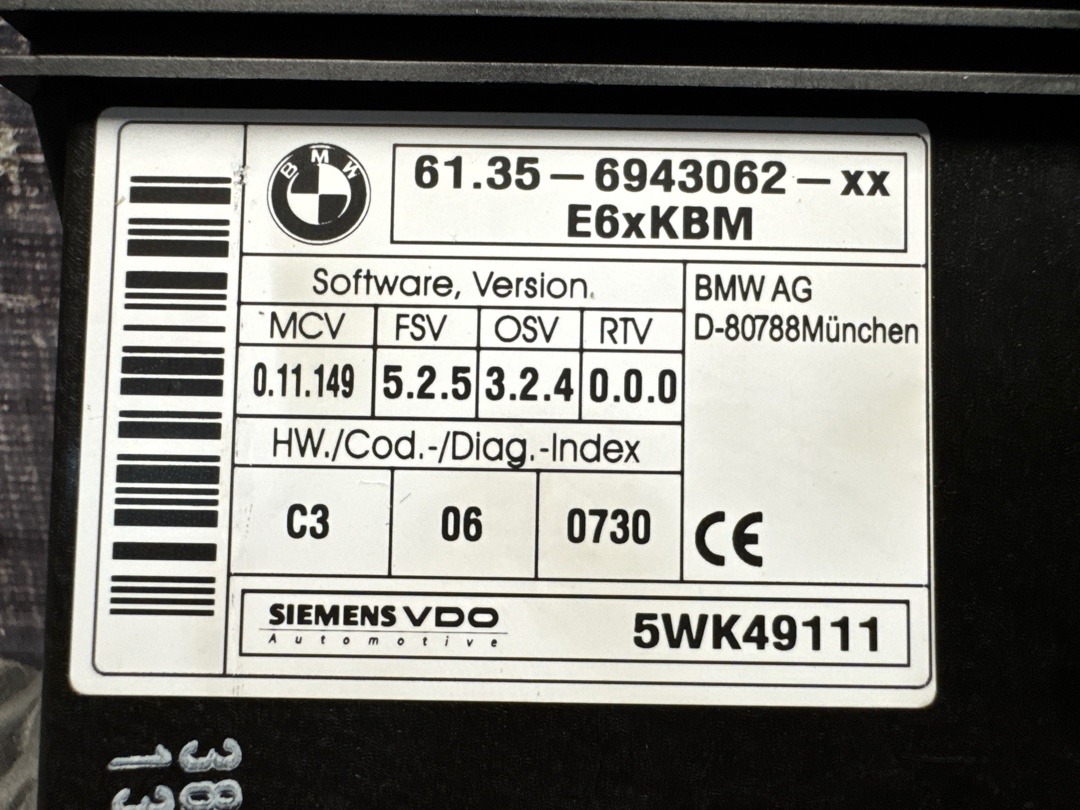 BMW
61.35 – 6943062 – xx
E6xKBM
Software, Version.
MCV FSV OSV RTV
0.11.149 5.2.5 3.2.4 0.0.0
HW./Cod.-/Diag.-Index
C3 06 0730
BMW AG
D-80788München
CE
SIEMENS VDO
Automotive
5WK49111
38
13